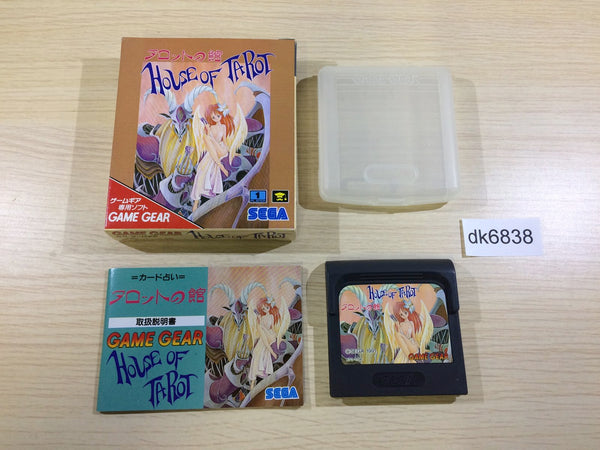 タロットの館
HOUSE OF TAROT
ゲームギア
専用ソフト
GAME GEAR
1
SEGA
GAME GEAR
HOUSE OF TAROT
dk6838
=カード占い=
タロットの館
取扱説明書
GAME GEAR
HOUSE OF
TAROT
SEGA
HOUSE OF TAROT
タロットの館
GAME GEAR
SEGA